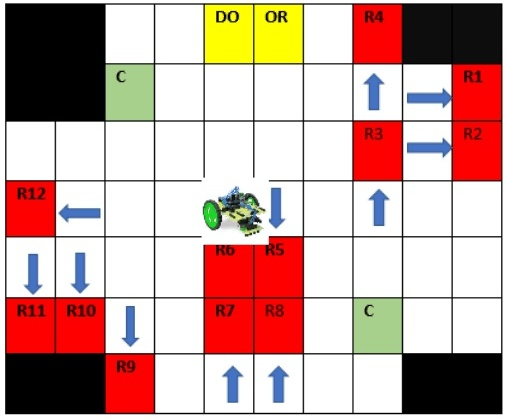 DO OR R4
C R1
R3 R2
R12
R6 R5
R11 R10 R7 R8 C
R9